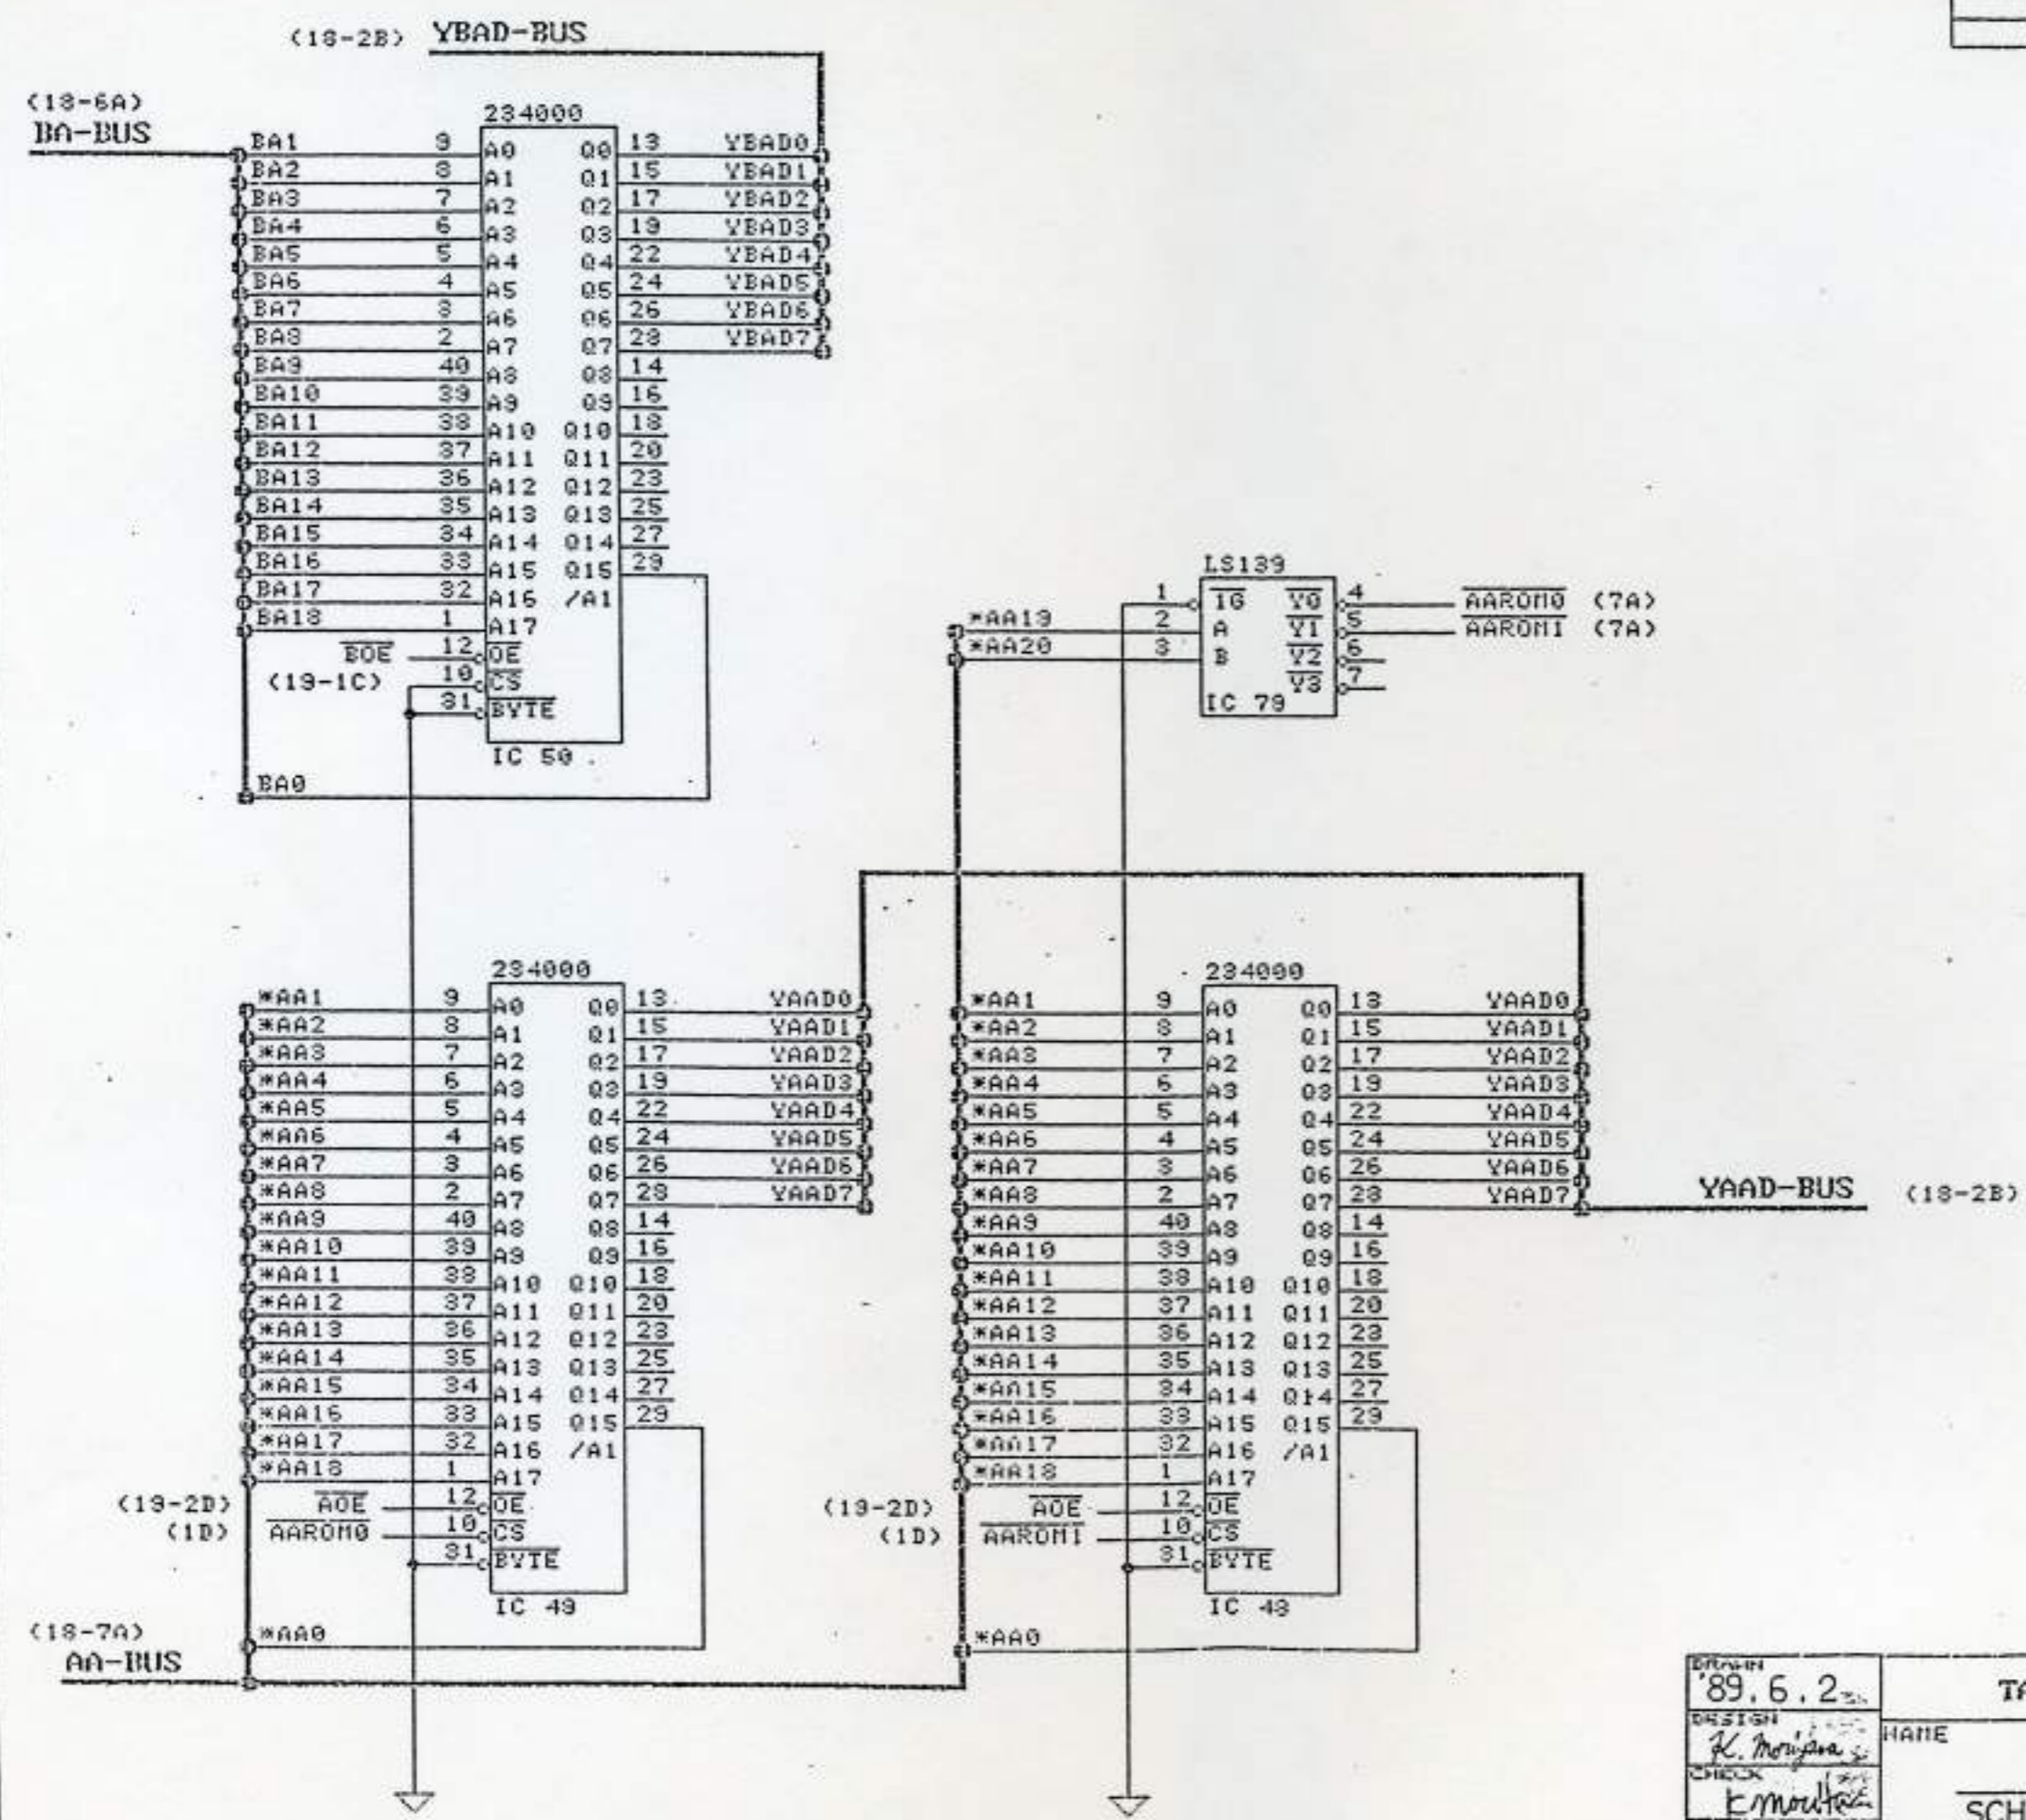 (18-2B) YBAD-BUS
(18-6A)
BA-BUS
234000
BA1 9 A0 Q0 13 YBAD0
BA2 8 A1 Q1 15 YBAD1
BA3 7 A2 Q2 17 YBAD2
BA4 6 A3 Q3 19 YBAD3
BA5 5 A4 Q4 22 YBAD4
BA6 4 A5 Q5 24 YBAD5
BA7 3 A6 Q6 26 YBAD6
BA8 2 A7 Q7 28 YBAD7
BA9 40 A8 Q8 14
BA10 39 A9 Q9 16
BA11 38 A10 Q10 18
BA12 37 A11 Q11 20
BA13 36 A12 Q12 23
BA14 35 A13 Q13 25
BA15 34 A14 Q14 27
BA16 33 A15 Q15 29
BA17 32 A16 /A1
BA18 1 A17
BOE 12 OE
(19-1C) 10 CS
31 BYTE
IC 50
BA0
LS139
1 1G Y0 4 AAROM0 (7A)
*AA19 2 A Y1 5 AAROM1 (7A)
*AA20 3 B Y2 6
Y3 7
IC 79
234000
*AA1 9 A0 Q0 13 YAAD0
*AA2 8 A1 Q1 15 YAAD1
*AA3 7 A2 Q2 17 YAAD2
*AA4 6 A3 Q3 19 YAAD3
*AA5 5 A4 Q4 22 YAAD4
*AA6 4 A5 Q5 24 YAAD5
*AA7 3 A6 Q6 26 YAAD6
*AA8 2 A7 Q7 28 YAAD7
*AA9 40 A8 Q8 14
*AA10 39 A9 Q9 16
*AA11 38 A10 Q10 18
*AA12 37 A11 Q11 20
*AA13 36 A12 Q12 23
*AA14 35 A13 Q13 25
*AA15 34 A14 Q14 27
*AA16 33 A15 Q15 29
*AA17 32 A16 /A1
*AA18 1 A17
(19-2D) AOE 12 OE
(1D) AAROM0 10 CS
31 BYTE
IC 49
*AA0
(18-7A)
AA-BUS
234000
*AA1 9 A0 Q0 13 YAAD0
*AA2 8 A1 Q1 15 YAAD1
*AA3 7 A2 Q2 17 YAAD2
*AA4 6 A3 Q3 19 YAAD3
*AA5 5 A4 Q4 22 YAAD4
*AA6 4 A5 Q5 24 YAAD5
*AA7 3 A6 Q6 26 YAAD6
*AA8 2 A7 Q7 28 YAAD7
YAAD-BUS (18-2B)
*AA9 40 A8 Q8 14
*AA10 39 A9 Q9 16
*AA11 38 A10 Q10 18
*AA12 37 A11 Q11 20
*AA13 36 A12 Q12 23
*AA14 35 A13 Q13 25
*AA15 34 A14 Q14 27
*AA16 33 A15 Q15 29
*AA17 32 A16 /A1
*AA18 1 A17
(19-2D) AOE 12 OE
(1D) AAROM1 10 CS
31 BYTE
IC 48
*AA0
DRAWN
'89.6.2
TA
DESIGN
NAME
CHECK
SCH